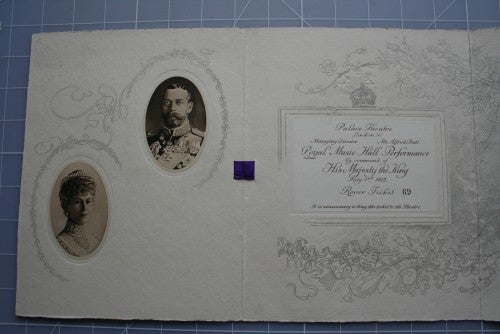 Palace Theatre
London
Managing Director Mr. Alfred Butt
Royal Music Hall Performance
by command of
His Majesty the King
July 1st 1912
Rover Ticket 69
It is necessary to bring this ticket to the Theatre